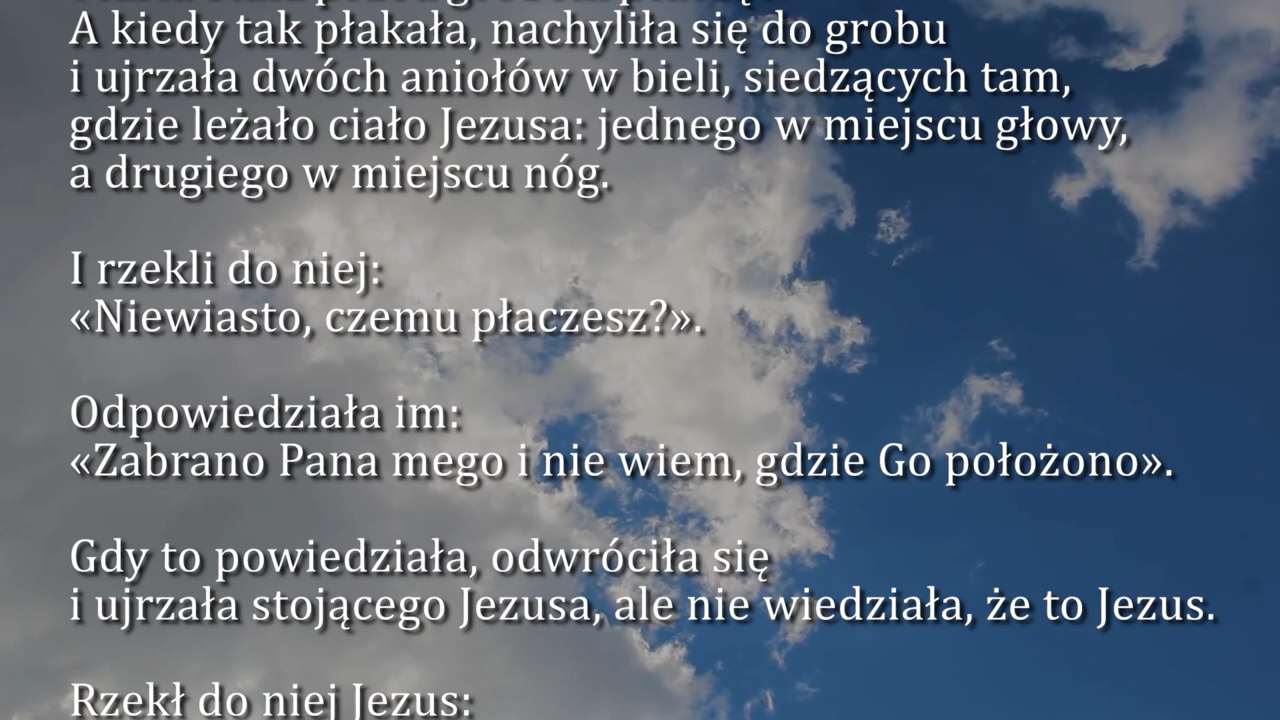 A kiedy tak płakała, nachyliła się do grobu
i ujrzała dwóch aniołów w bieli, siedzących tam,
gdzie leżało ciało Jezusa: jednego w miejscu głowy,
a drugiego w miejscu nóg.
I rzekli do niej:
«Niewiasto, czemu płaczesz?».
Odpowiedziała im:
«Zabrano Pana mego i nie wiem, gdzie Go położono».
Gdy to powiedziała, odwróciła się
i ujrzała stojącego Jezusa, ale nie wiedziała, że to Jezus.
Rzekł do niej Jezus: